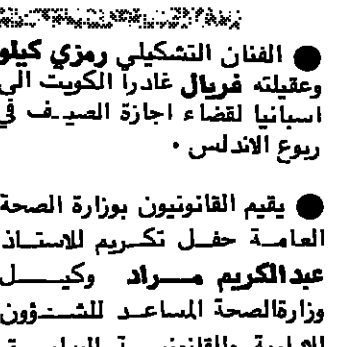 ● الفنان التشكيلي رمزي كيلو
وعقيلته فريال غادرا الكويت الى
اسبانيا لقضاء اجازة الصيف في
ربوع الاندلس •
● يقيم القانونيون بوزارة الصحة
العامة حفل تكريم للاستاذ
عبدالكريم مراد وكيل
وزارةالصحة المساعد للشؤون